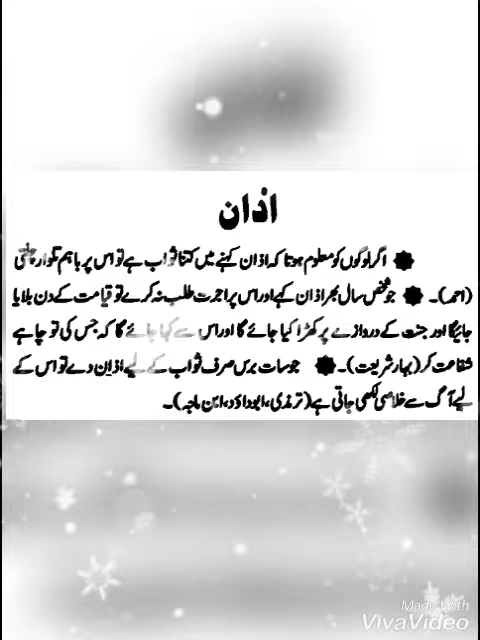 اذان
اگر لوگوں کو معلوم ہوتا کہ اذان کہنے میں کتنا ثواب ہے تو اس پر باہم تلوار چلتی
(احمد)۔ جو شخص سال بھر اذان کہے اور اس پر اجرت طلب نہ کرے تو قیامت کے دن بلایا
جائیگا اور جنت کے دروازے پر کھڑا کیا جائے گا اور اس سے کہا جائے گا کہ جس کی تو چاہے
شفاعت کر (بہار شریعت)۔ جو سات برس صرف ثواب کے لیے اذان دے تو اس کے
لیے آگ سے خلاصی لکھی جاتی ہے (ترمذی، ابوداؤد، ابن ماجہ)۔
Made With
VivaVideo